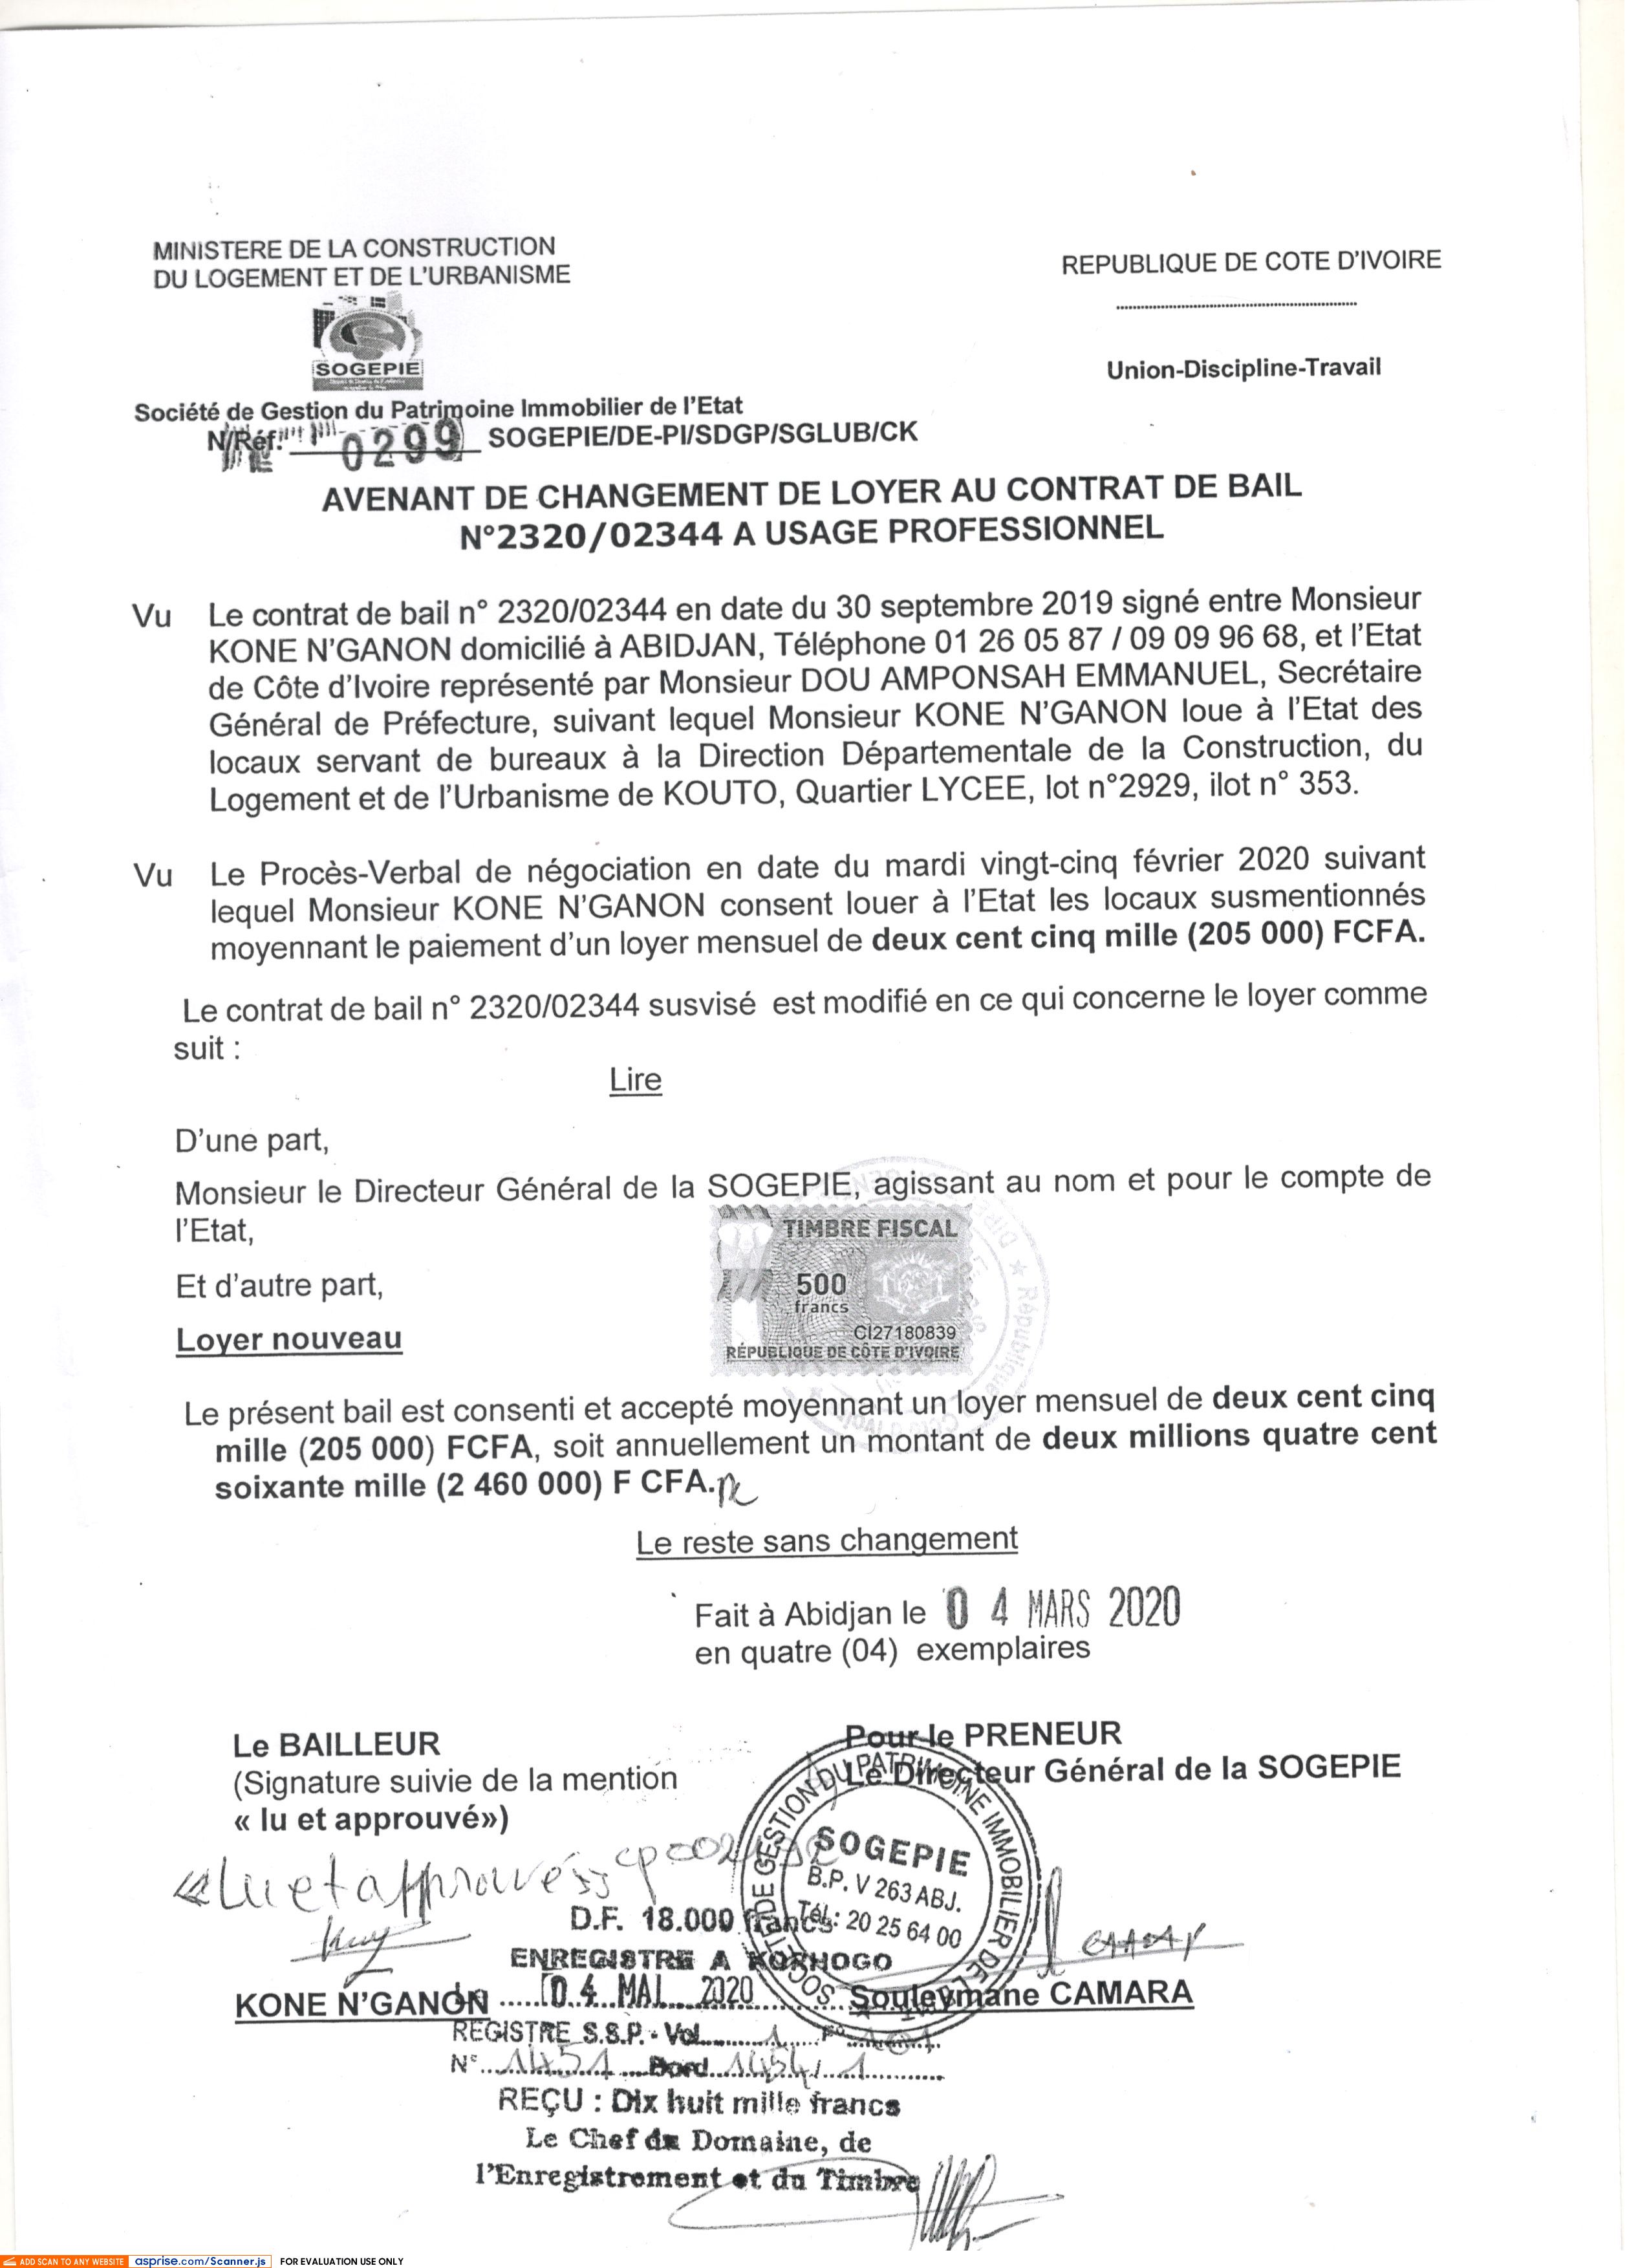 MINISTERE DE LA CONSTRUCTION
DU LOGEMENT ET DE L'URBANISME
REPUBLIQUE DE COTE D'IVOIRE
Union-Discipline-Travail
SOGEPIE
Société de Gestion du Patrimoine Immobilier de l'Etat
N/Réf: 0299 SOGEPIE/DE-PI/SDGP/SGLUB/CK
AVENANT DE CHANGEMENT DE LOYER AU CONTRAT DE BAIL
N°2320/02344 A USAGE PROFESSIONNEL
Vu Le contrat de bail n° 2320/02344 en date du 30 septembre 2019 signé entre Monsieur
KONE N'GANON domicilié à ABIDJAN, Téléphone 01 26 05 87 / 09 09 96 68, et l'Etat
de Côte d'Ivoire représenté par Monsieur DOU AMPONSAH EMMANUEL, Secrétaire
Général de Préfecture, suivant lequel Monsieur KONE N'GANON loue à l'Etat des
locaux servant de bureaux à la Direction Départementale de la Construction, du
Logement et de l'Urbanisme de KOUTO, Quartier LYCEE, lot n°2929, ilot n° 353.
Vu Le Procès-Verbal de négociation en date du mardi vingt-cinq février 2020 suivant
lequel Monsieur KONE N'GANON consent louer à l'Etat les locaux susmentionnés
moyennant le paiement d'un loyer mensuel de deux cent cinq mille (205 000) FCFA.
Le contrat de bail n° 2320/02344 susvisé est modifié en ce qui concerne le loyer comme
suit :
Lire
D'une part,
Monsieur le Directeur Général de la SOGEPIE, agissant au nom et pour le compte de
l'Etat,
TIMBRE FISCAL
500
francs
CI27180839
RÉPUBLIQUE DE CÔTE D'IVOIRE
Et d'autre part,
Loyer nouveau
Le présent bail est consenti et accepté moyennant un loyer mensuel de deux cent cinq
mille (205 000) FCFA, soit annuellement un montant de deux millions quatre cent
soixante mille (2 460 000) F CFA.
Le reste sans changement
Fait à Abidjan le 04 MARS 2020
en quatre (04) exemplaires
Le BAILLEUR
(Signature suivie de la mention
« lu et approuvé»)
Pour le PRENEUR
Le Directeur Général de la SOGEPIE
SOCIETE DE GESTION DU PATRIMOINE IMMOBILIER DE L'ETAT
SOGEPIE
B.P. V 263 ABJ.
Tél.: 20 25 64 00
«Lu et approuvé»
D.F. 18.000 francs
ENREGISTRE A KORHOGO
KONE N'GANON
04 MAI 2020
Souleymane CAMARA
REGISTRE S.S.P. - Vol 1 F° 101
N° 1451 Bord 1454/1
REÇU : Dix huit mille francs
Le Chef du Domaine, de
l'Enregistrement et du Timbre
ADD SCAN TO ANY WEBSITE asprise.com/Scanner.js FOR EVALUATION USE ONLY